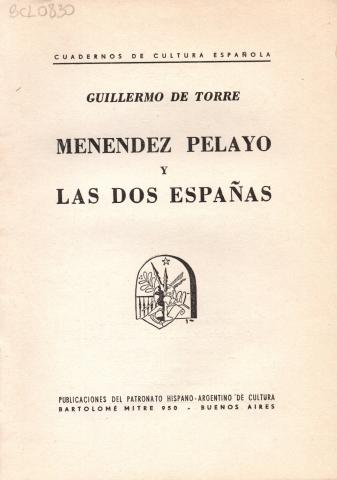 BCL0830
CUADERNOS DE CULTURA ESPAÑOLA
GUILLERMO DE TORRE
MENENDEZ PELAYO
Y
LAS DOS ESPAÑAS
PUBLICACIONES DEL PATRONATO HISPANO-ARGENTINO DE CULTURA
BARTOLOMÉ MITRE 950 - BUENOS AIRES